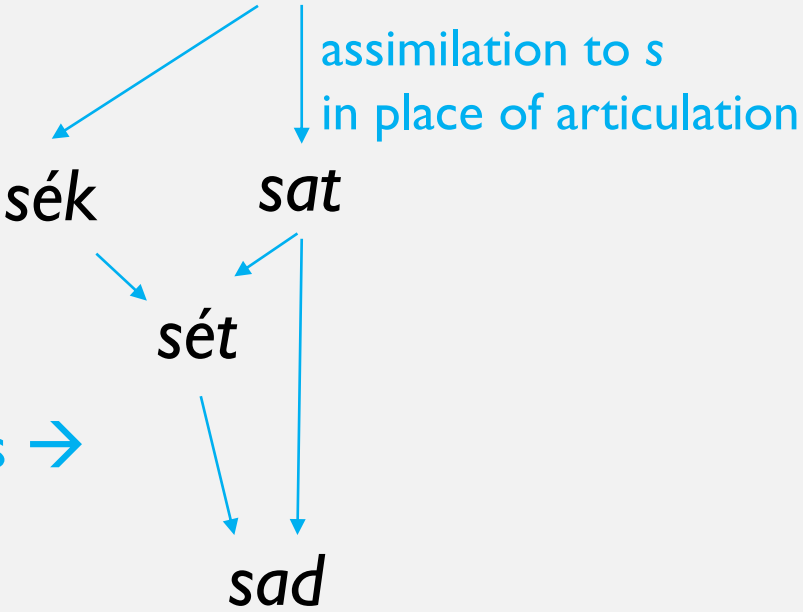 assimilation to s
in place of articulation
sék sat
sét
s →
sad